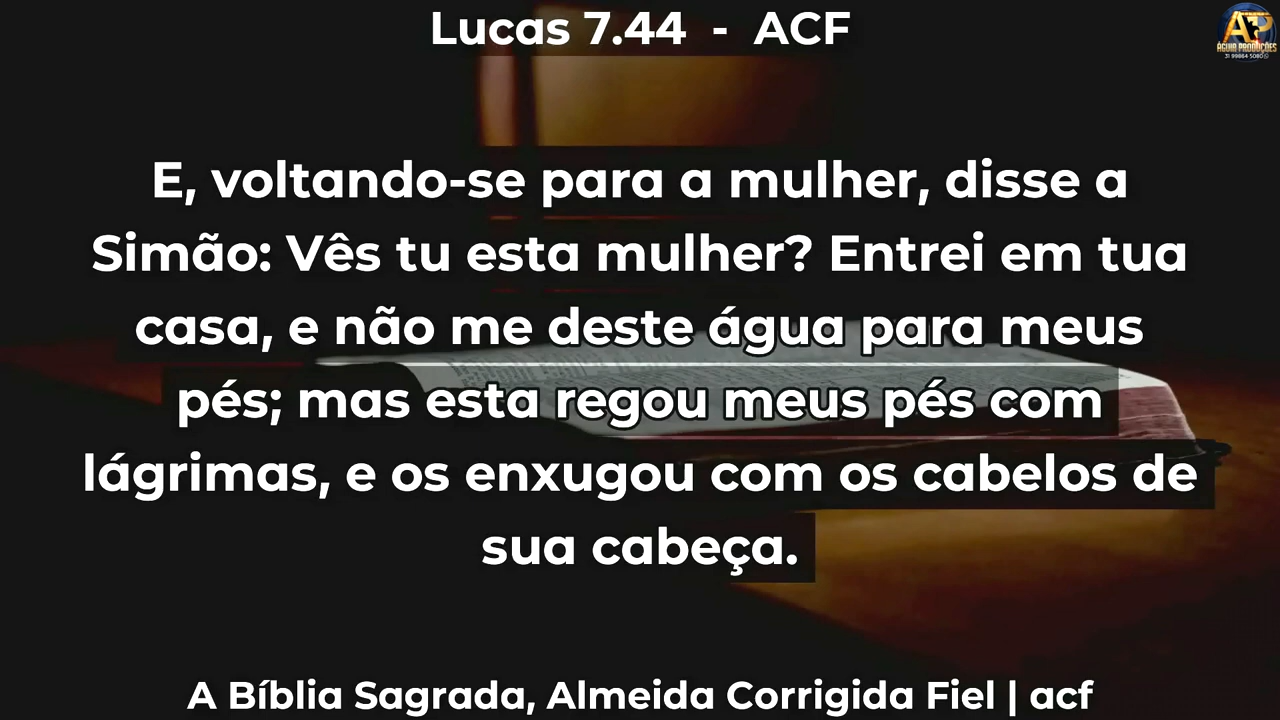 Lucas 7.44 - ACF
ÁGUIA PRODUÇÕES
E, voltando-se para a mulher, disse a
Simão: Vês tu esta mulher? Entrei em tua
casa, e não me deste água para meus
pés; mas esta regou meus pés com
lágrimas, e os enxugou com os cabelos de
sua cabeça.
A Bíblia Sagrada, Almeida Corrigida Fiel | acf